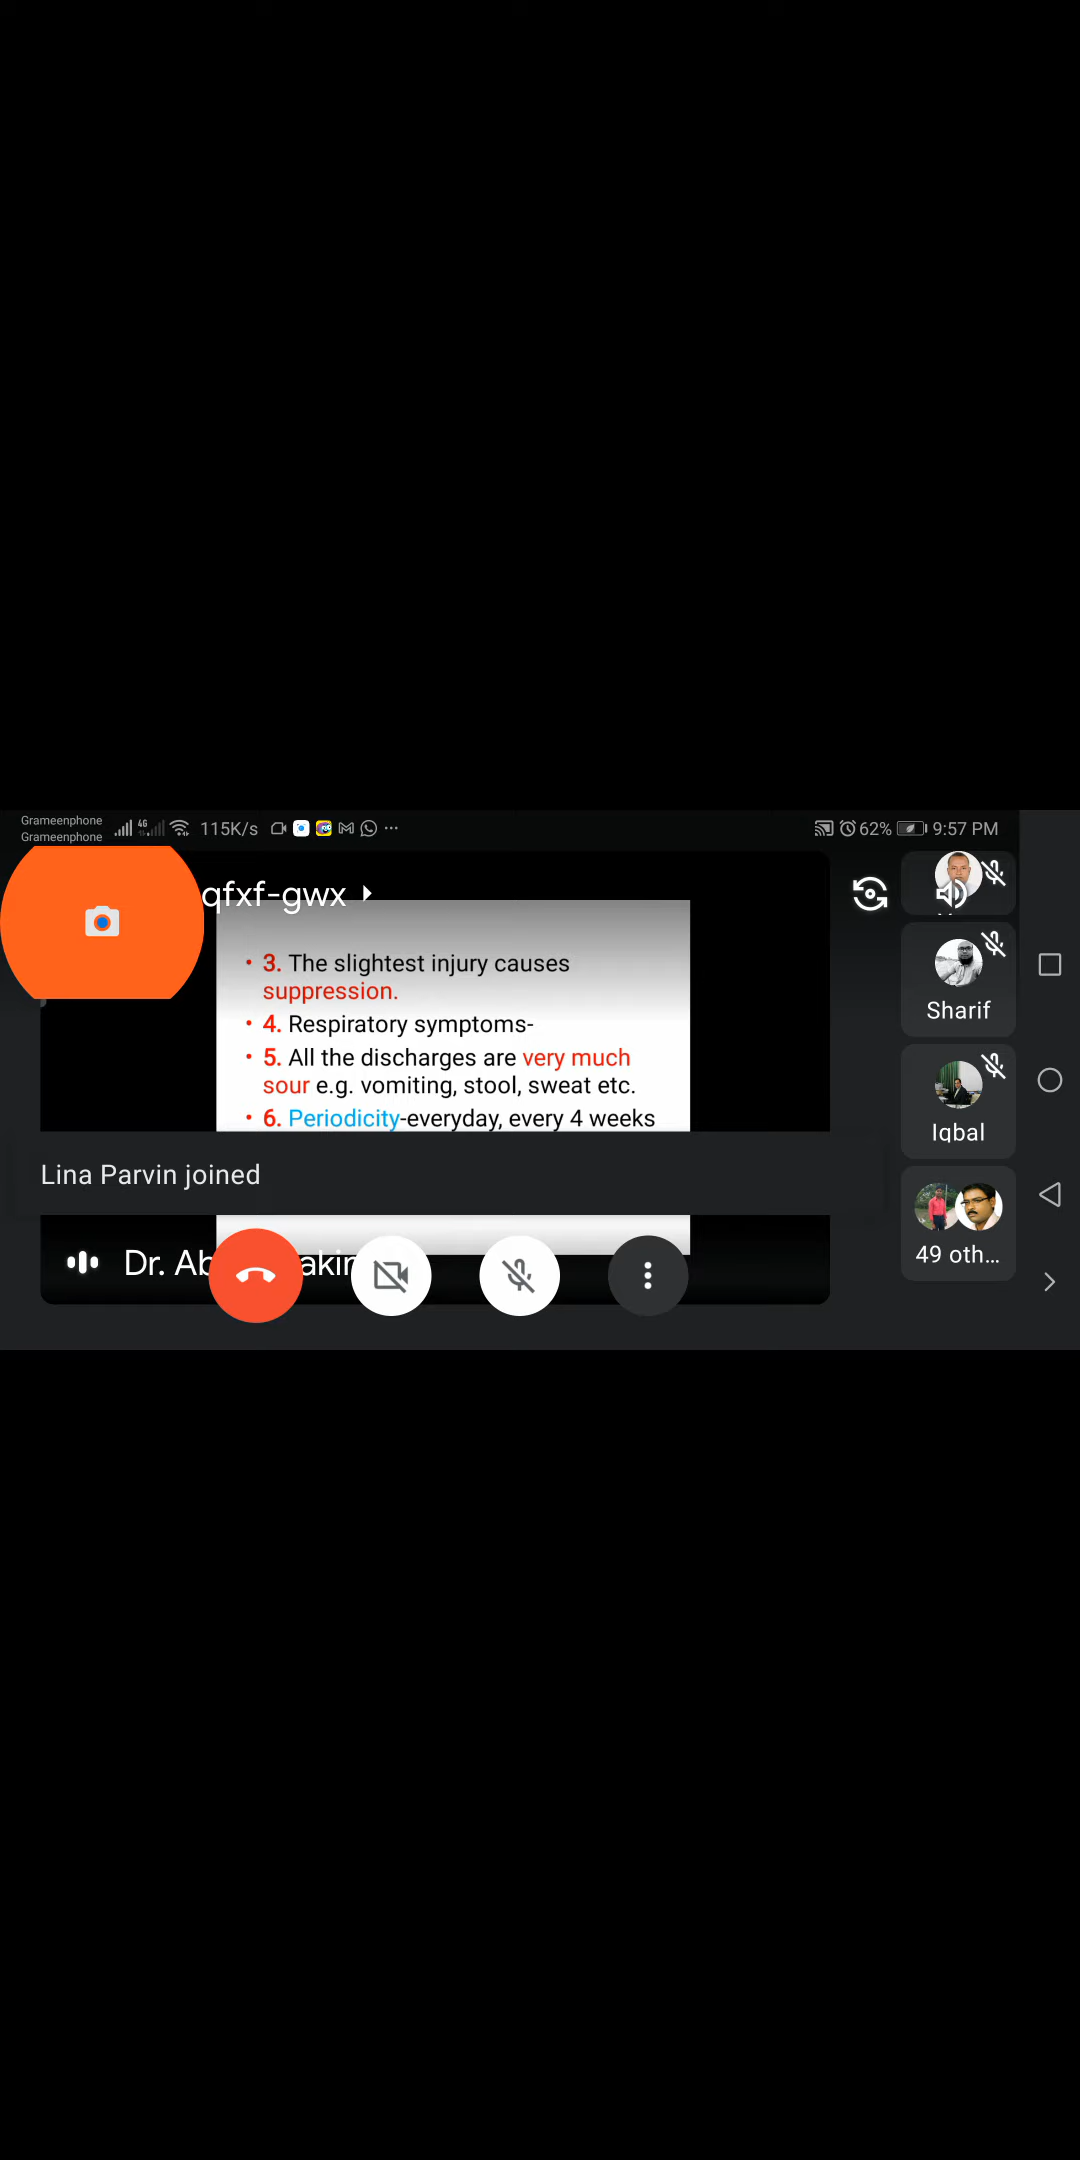 Grameenphone
Grameenphone
4G
115K/s
62%
9:57 PM
qfxf-gwx
• 3. The slightest injury causes
suppression.
• 4. Respiratory symptoms-
• 5. All the discharges are very much
sour e.g. vomiting, stool, sweat etc.
• 6. Periodicity-everyday, every 4 weeks
Lina Parvin joined
Dr. Ab
akin
Sharif
Iqbal
49 oth...